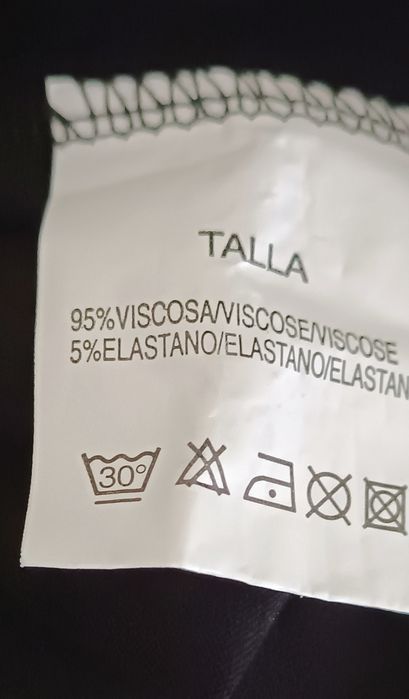 TALLA
95%VISCOSA/VISCOSE/VISCOSE
5%ELASTANO/ELASTANO/ELASTAN
30°